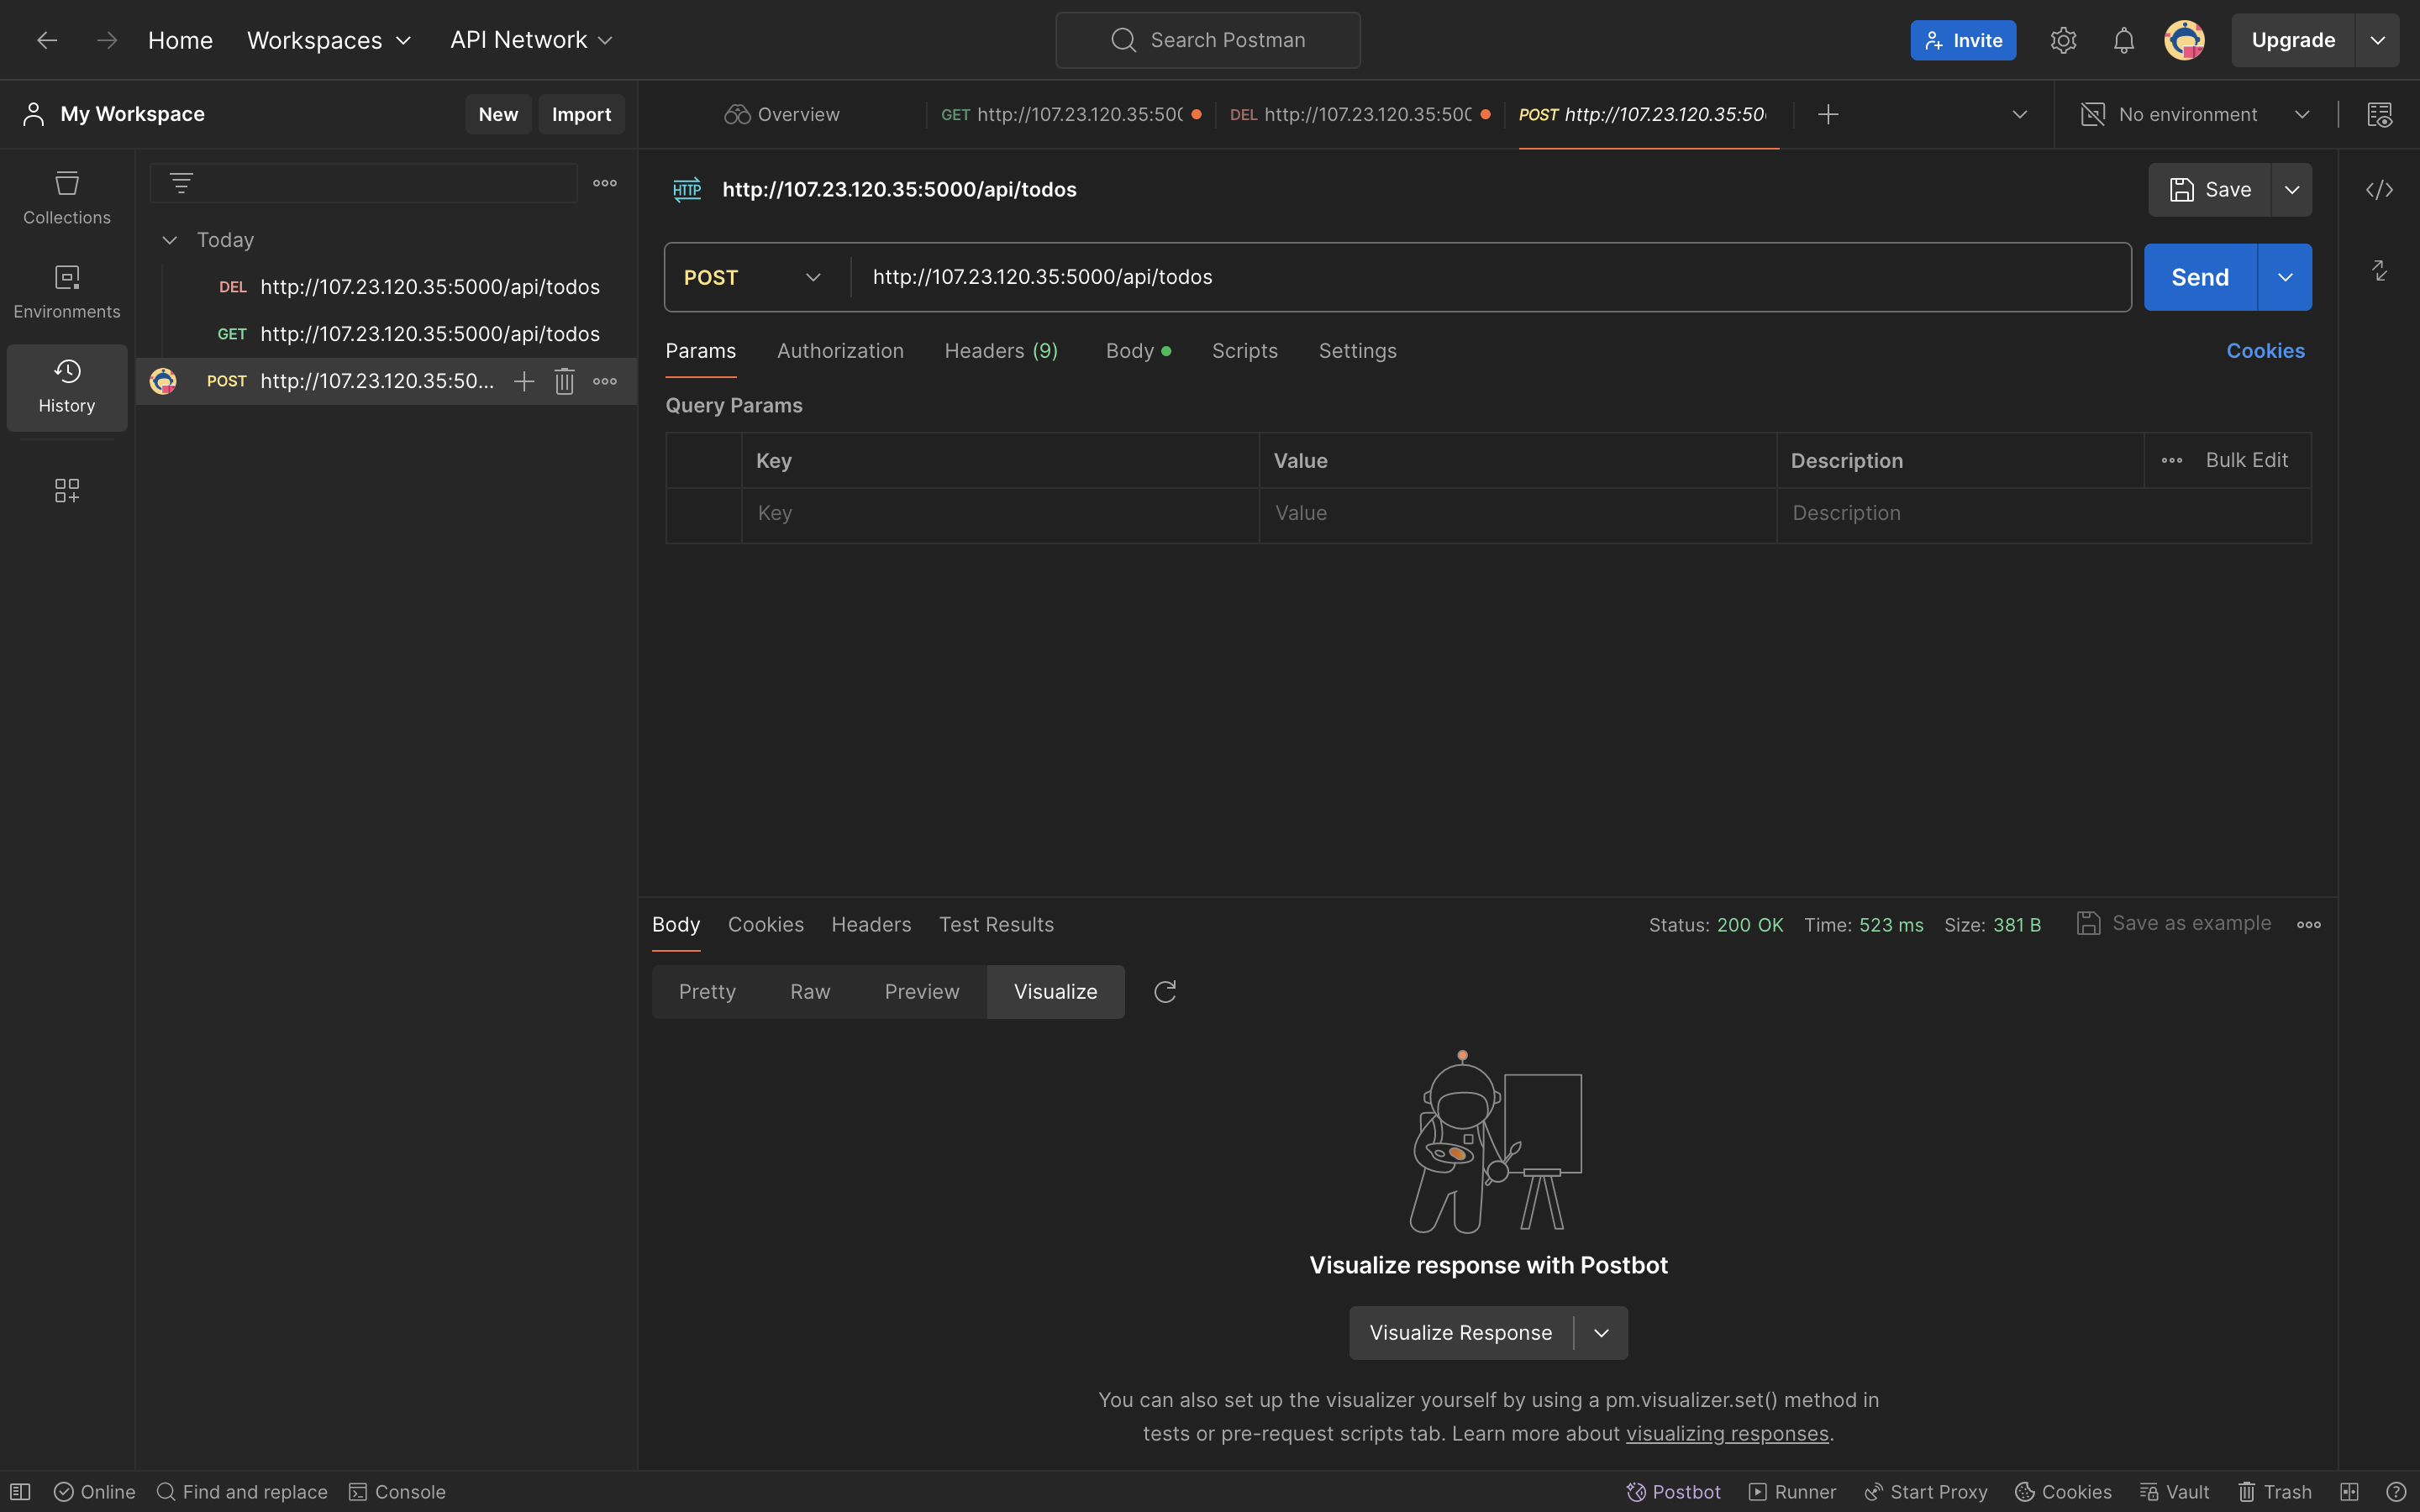 Home Workspaces API Network Search Postman Invite Upgrade
My Workspace New Import Overview GET http://107.23.120.35:500 DEL http://107.23.120.35:500 POST http://107.23.120.35:50 No environment
Collections
Environments
History
Today
DEL http://107.23.120.35:5000/api/todos
GET http://107.23.120.35:5000/api/todos
POST http://107.23.120.35:50...
HTTP http://107.23.120.35:5000/api/todos Save
POST http://107.23.120.35:5000/api/todos Send
Params Authorization Headers (9) Body Scripts Settings Cookies
Query Params
Key Value Description Bulk Edit
Key Value Description
Body Cookies Headers Test Results Status: 200 OK Time: 523 ms Size: 381 B Save as example
Pretty Raw Preview Visualize
Visualize response with Postbot
Visualize Response
You can also set up the visualizer yourself by using a pm.visualizer.set() method in
tests or pre-request scripts tab. Learn more about visualizing responses.
Online Find and replace Console Postbot Runner Start Proxy Cookies Vault Trash